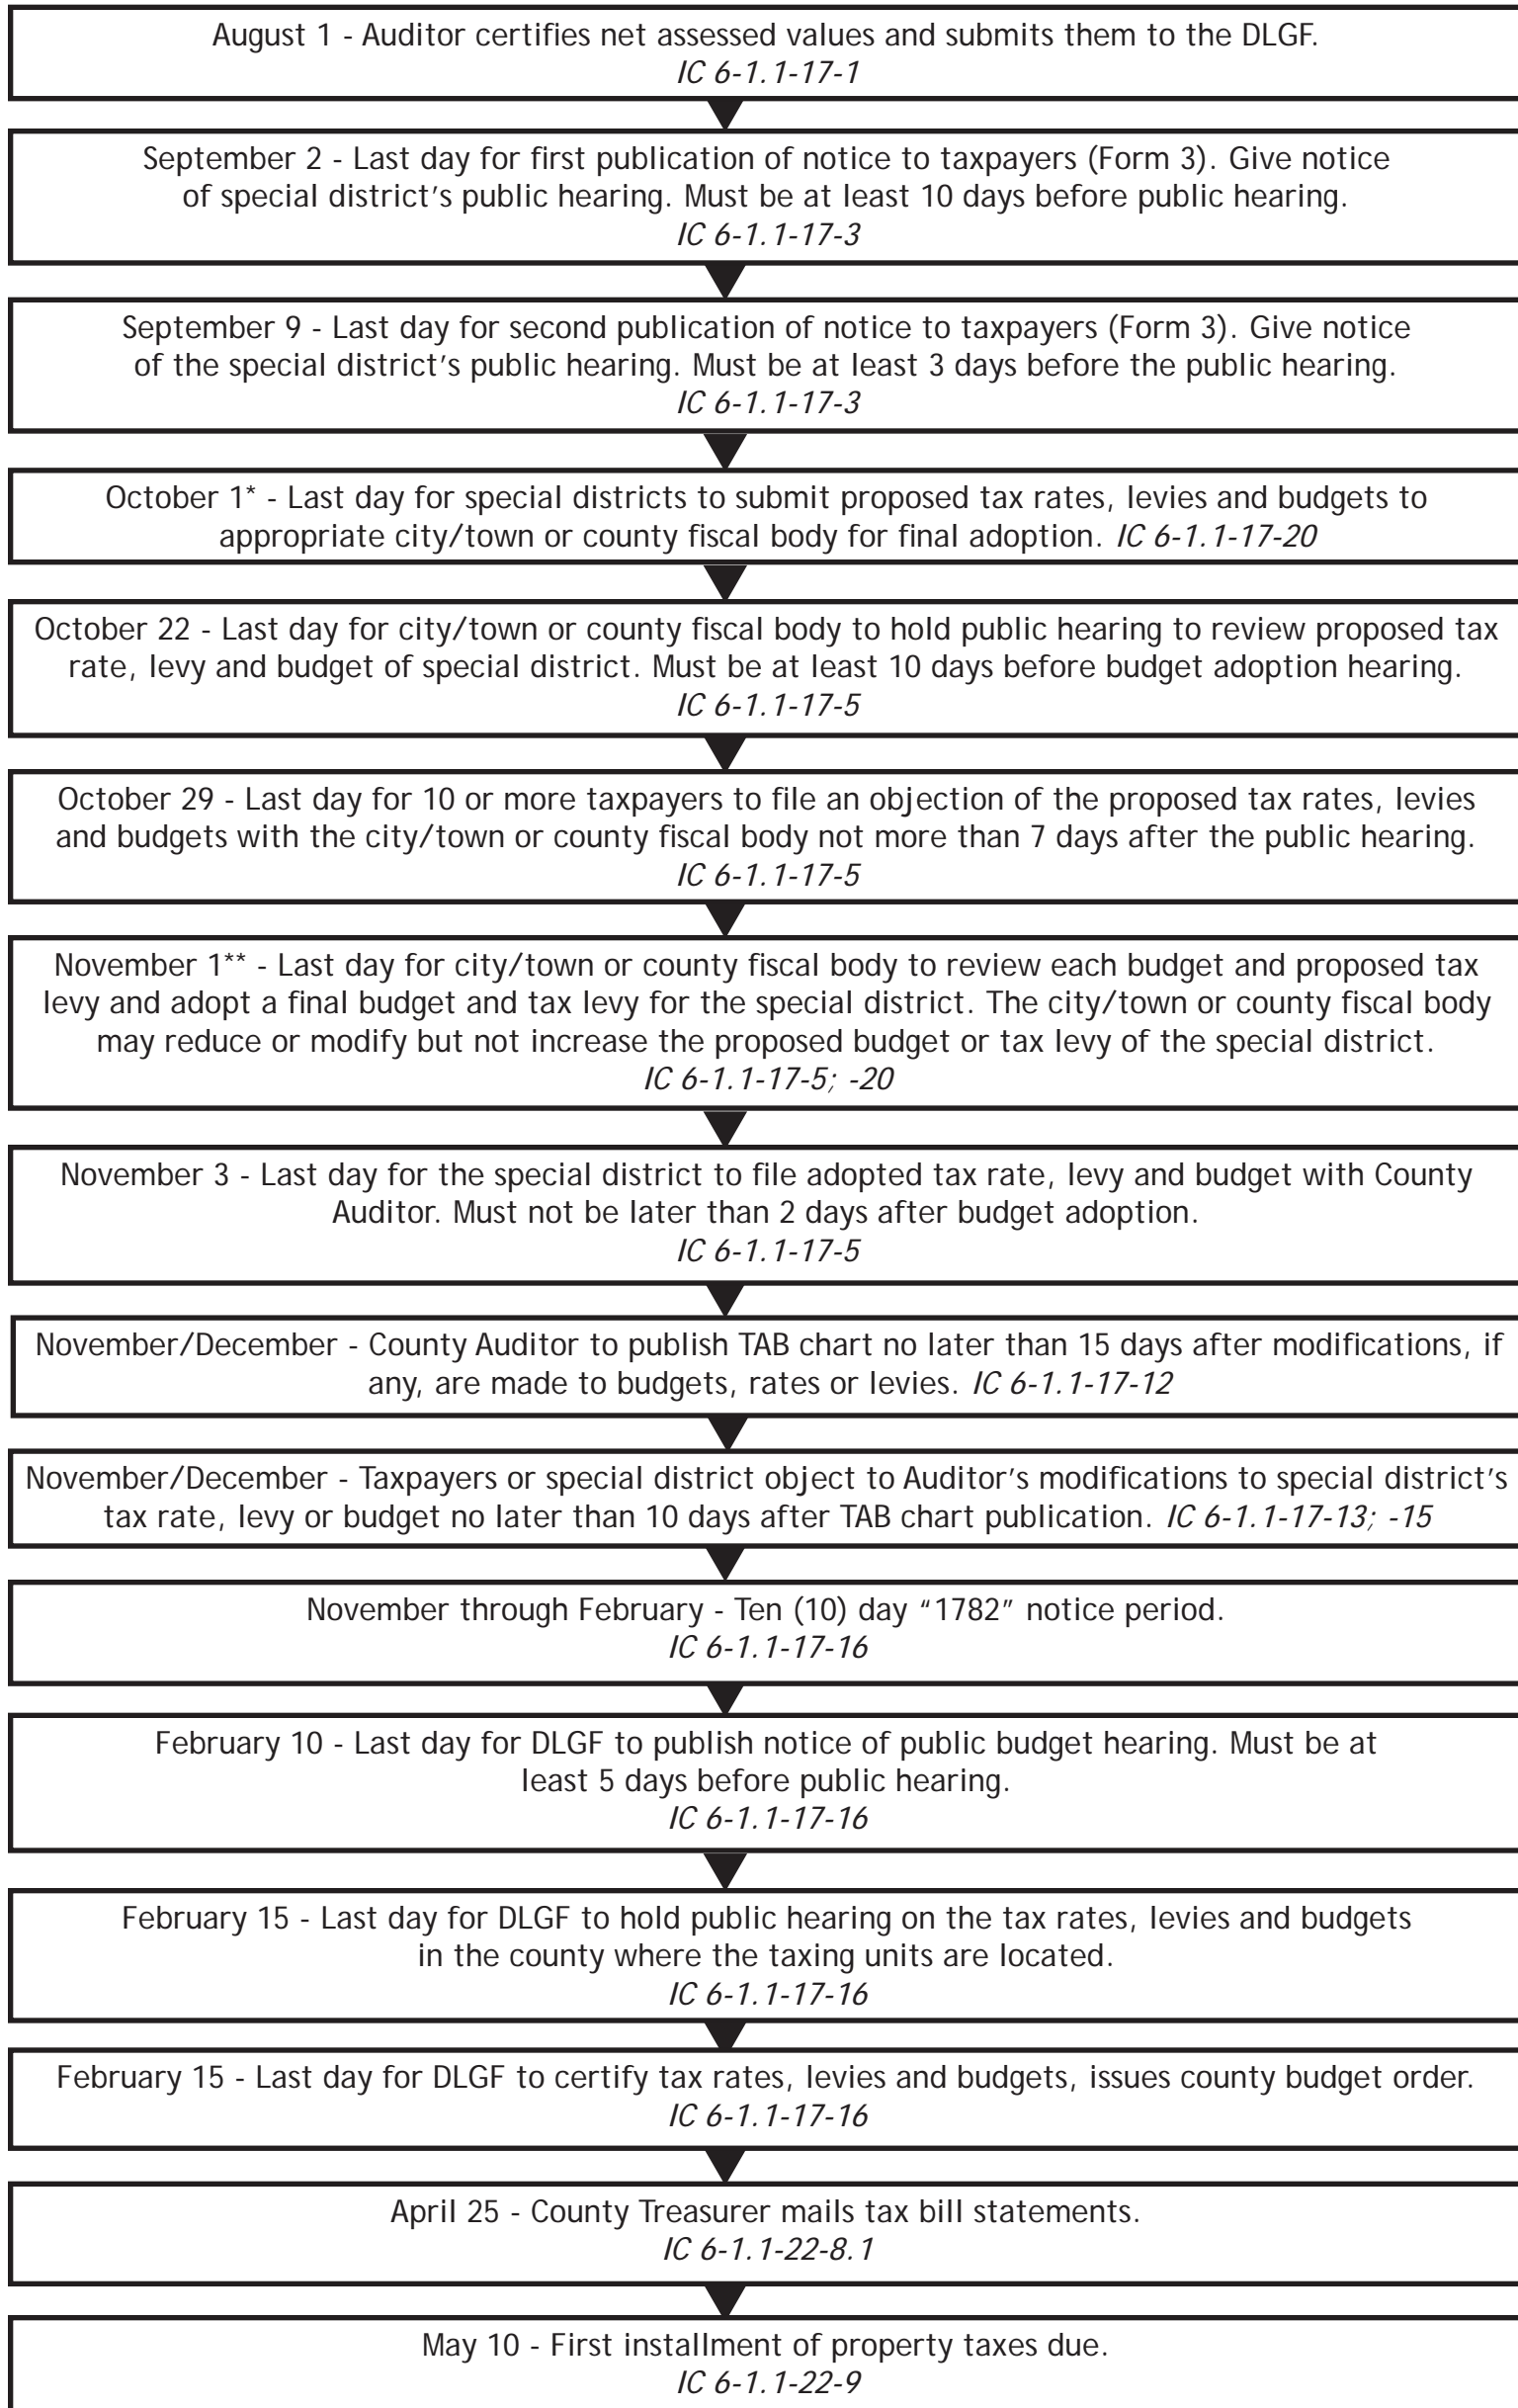 August 1 - Auditor certifies net assessed values and submits them to the DLGF.
IC 6-1.1-17-1
September 2 - Last day for first publication of notice to taxpayers (Form 3). Give notice
of special district's public hearing. Must be at least 10 days before public hearing.
IC 6-1.1-17-3
September 9 - Last day for second publication of notice to taxpayers (Form 3). Give notice
of the special district's public hearing. Must be at least 3 days before the public hearing.
IC 6-1.1-17-3
October 1* - Last day for special districts to submit proposed tax rates, levies and budgets to
appropriate city/town or county fiscal body for final adoption. IC 6-1.1-17-20
October 22 - Last day for city/town or county fiscal body to hold public hearing to review proposed tax
rate, levy and budget of special district. Must be at least 10 days before budget adoption hearing.
IC 6-1.1-17-5
October 29 - Last day for 10 or more taxpayers to file an objection of the proposed tax rates, levies
and budgets with the city/town or county fiscal body not more than 7 days after the public hearing.
IC 6-1.1-17-5
November 1** - Last day for city/town or county fiscal body to review each budget and proposed tax
levy and adopt a final budget and tax levy for the special district. The city/town or county fiscal body
may reduce or modify but not increase the proposed budget or tax levy of the special district.
IC 6-1.1-17-5; -20
November 3 - Last day for the special district to file adopted tax rate, levy and budget with County
Auditor. Must not be later than 2 days after budget adoption.
IC 6-1.1-17-5
November/December - County Auditor to publish TAB chart no later than 15 days after modifications, if
any, are made to budgets, rates or levies. IC 6-1.1-17-12
November/December - Taxpayers or special district object to Auditor's modifications to special district's
tax rate, levy or budget no later than 10 days after TAB chart publication. IC 6-1.1-17-13; -15
November through February - Ten (10) day "1782" notice period.
IC 6-1.1-17-16
February 10 - Last day for DLGF to publish notice of public budget hearing. Must be at
least 5 days before public hearing.
IC 6-1.1-17-16
February 15 - Last day for DLGF to hold public hearing on the tax rates, levies and budgets
in the county where the taxing units are located.
IC 6-1.1-17-16
February 15 - Last day for DLGF to certify tax rates, levies and budgets, issues county budget order.
IC 6-1.1-17-16
April 25 - County Treasurer mails tax bill statements.
IC 6-1.1-22-8.1
May 10 - First installment of property taxes due.
IC 6-1.1-22-9